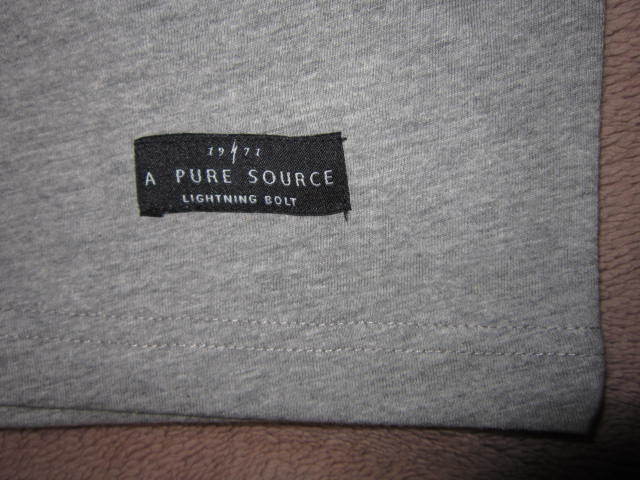 19 71
A PURE SOURCE
LIGHTNING BOLT